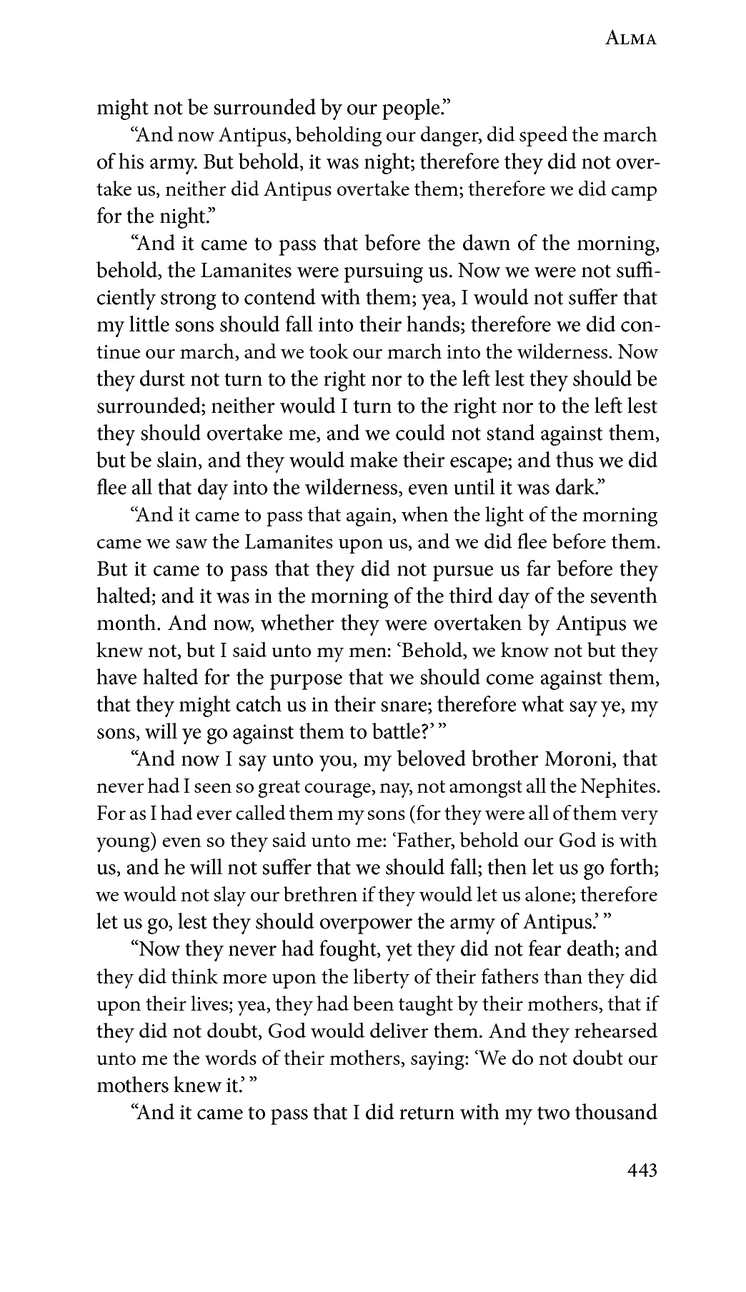 Alma
might not be surrounded by our people.”
“And now Antipus, beholding our danger, did speed the march
of his army. But behold, it was night; therefore they did not over-
take us, neither did Antipus overtake them; therefore we did camp
for the night.”
“And it came to pass that before the dawn of the morning,
behold, the Lamanites were pursuing us. Now we were not suffi-
ciently strong to contend with them; yea, I would not suffer that
my little sons should fall into their hands; therefore we did con-
tinue our march, and we took our march into the wilderness. Now
they durst not turn to the right nor to the left lest they should be
surrounded; neither would I turn to the right nor to the left lest
they should overtake me, and we could not stand against them,
but be slain, and they would make their escape; and thus we did
flee all that day into the wilderness, even until it was dark.”
“And it came to pass that again, when the light of the morning
came we saw the Lamanites upon us, and we did flee before them.
But it came to pass that they did not pursue us far before they
halted; and it was in the morning of the third day of the seventh
month. And now, whether they were overtaken by Antipus we
knew not, but I said unto my men: ‘Behold, we know not but they
have halted for the purpose that we should come against them,
that they might catch us in their snare; therefore what say ye, my
sons, will ye go against them to battle?’ ”
“And now I say unto you, my beloved brother Moroni, that
never had I seen so great courage, nay, not amongst all the Nephites.
For as I had ever called them my sons (for they were all of them very
young) even so they said unto me: ‘Father, behold our God is with
us, and he will not suffer that we should fall; then let us go forth;
we would not slay our brethren if they would let us alone; therefore
let us go, lest they should overpower the army of Antipus.’ ”
“Now they never had fought, yet they did not fear death; and
they did think more upon the liberty of their fathers than they did
upon their lives; yea, they had been taught by their mothers, that if
they did not doubt, God would deliver them. And they rehearsed
unto me the words of their mothers, saying: ‘We do not doubt our
mothers knew it.’ ”
“And it came to pass that I did return with my two thousand
443